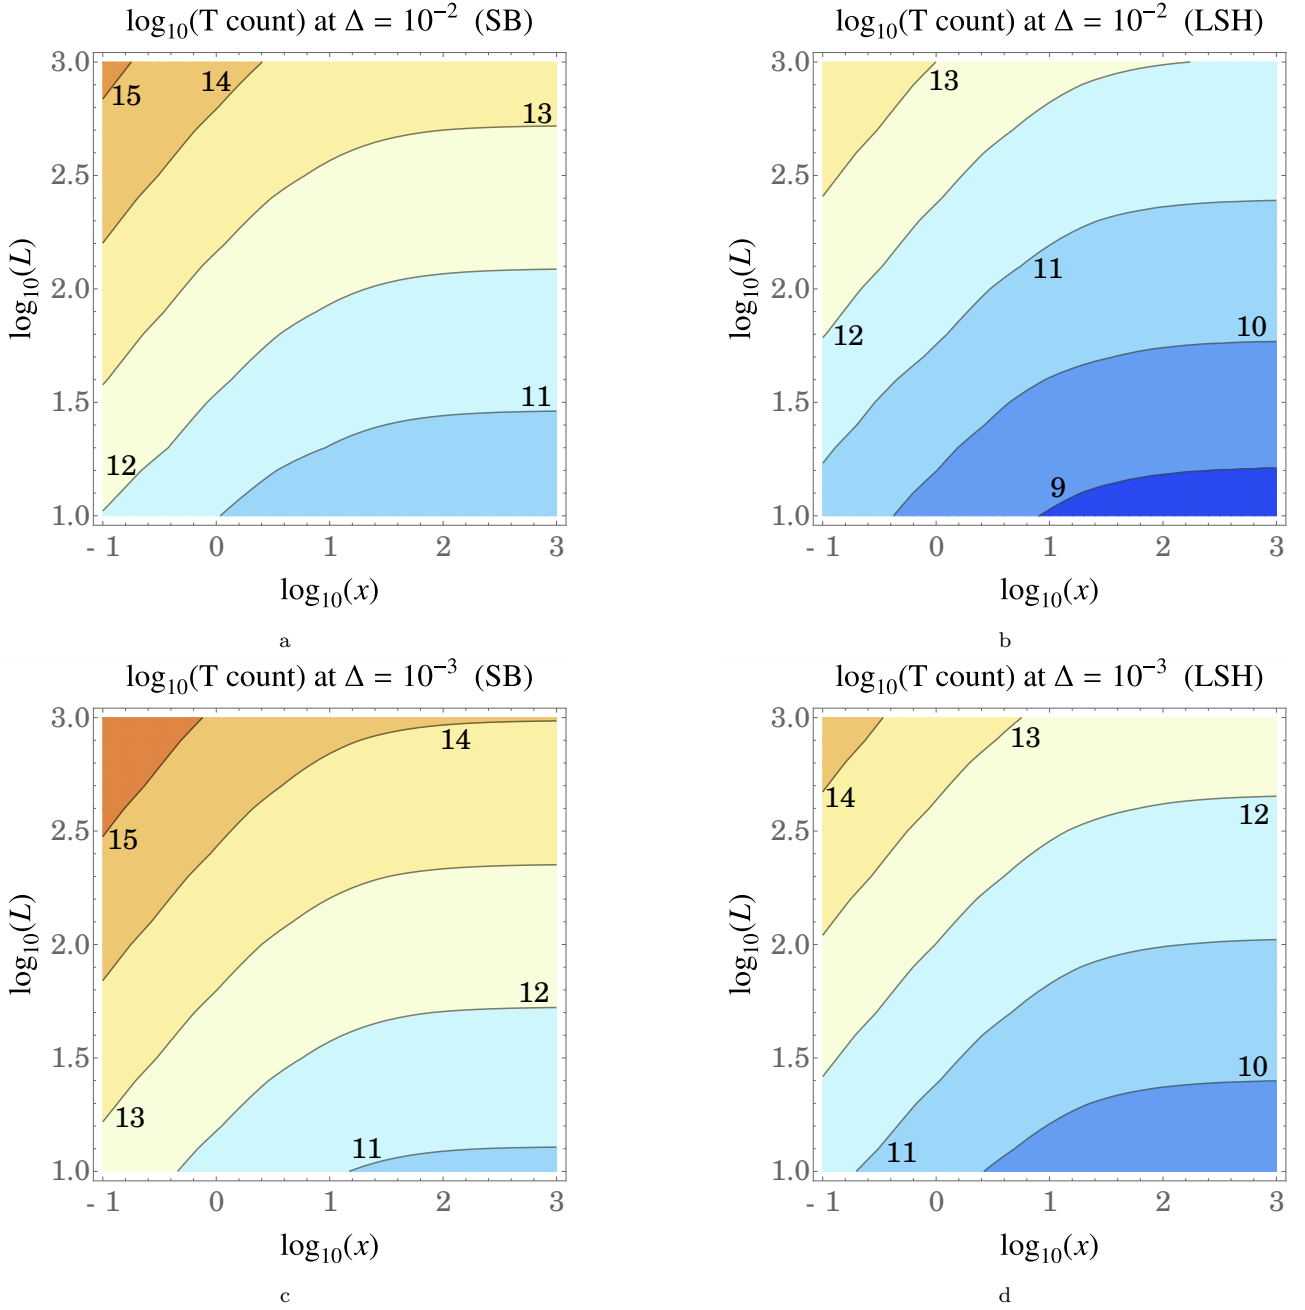 log10(T count) at Δ = 10−2 (SB)
3.0
2.5
2.0
1.5
1.0
log10(L)
15
14
13
12
11
- 1 0 1 2 3
log10(x)
a
log10(T count) at Δ = 10−2 (LSH)
3.0
2.5
2.0
1.5
1.0
log10(L)
13
12
11
10
9
- 1 0 1 2 3
log10(x)
b
log10(T count) at Δ = 10−3 (SB)
3.0
2.5
2.0
1.5
1.0
log10(L)
15
14
13
12
11
- 1 0 1 2 3
log10(x)
c
log10(T count) at Δ = 10−3 (LSH)
3.0
2.5
2.0
1.5
1.0
log10(L)
14
13
12
11
10
- 1 0 1 2 3
log10(x)
d